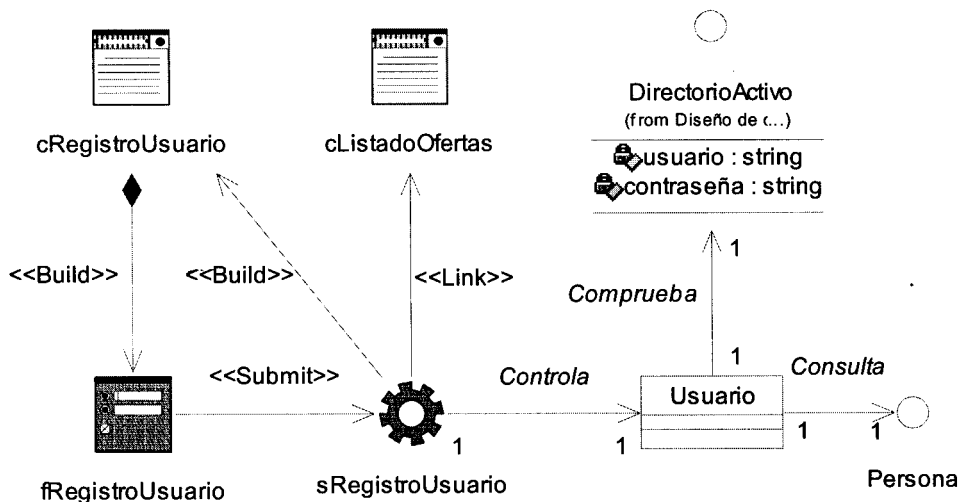 cRegistroUsuario
cListadoOfertas
DirectorioActivo
(from Diseño de c...)
usuario : string
contraseña : string
<<Build>>
<<Build>>
<<Link>>
1
Comprueba
1
<<Submit>>
Controla
Usuario
Consulta
1
1
1
1
fRegistroUsuario
sRegistroUsuario
Persona